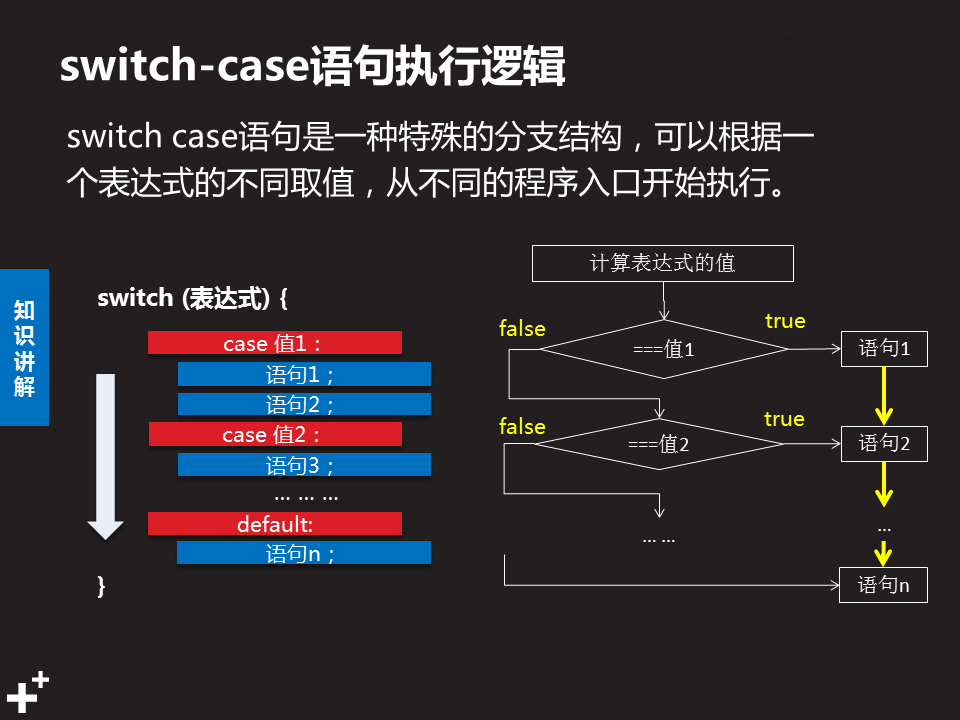 switch-case语句执行逻辑
switch case语句是一种特殊的分支结构，可以根据一
个表达式的不同取值，从不同的程序入口开始执行。
知
识
讲
解
switch (表达式) {
case 值1：
语句1；
语句2；
case 值2：
语句3；
... ... ...
default:
语句n；
}
计算表达式的值
false
===值1
true
语句1
false
===值2
true
语句2
... ...
...
语句n